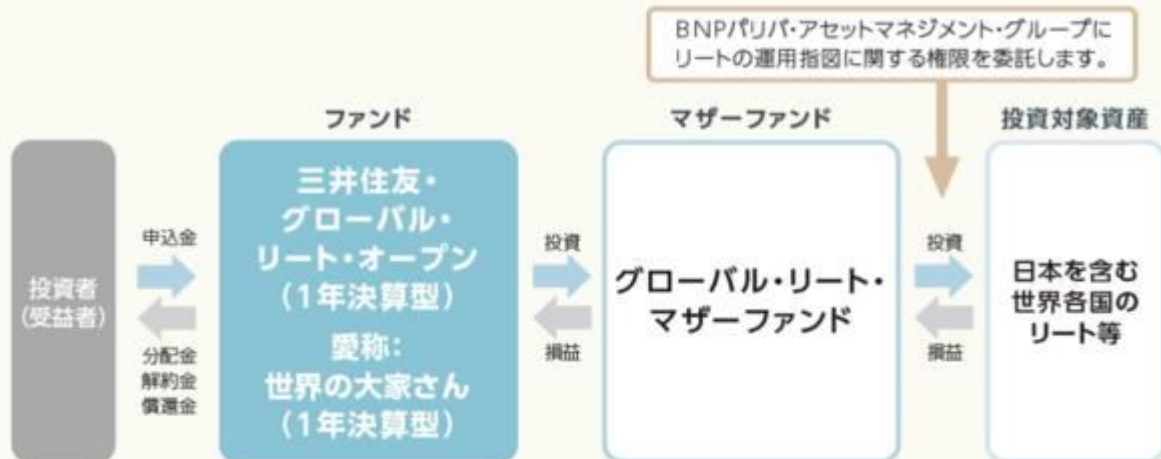 BNPパリバ・アセットマネジメント・グループに
リートの運用指図に関する権限を委託します。
ファンド
マザーファンド
投資対象資産
投資者
(受益者)
申込金
分配金
解約金
償還金
三井住友・
グローバル・
リート・オープン
(1年決算型)
愛称:
世界の大家さん
(1年決算型)
投資
損益
グローバル・リート・
マザーファンド
投資
損益
日本を含む
世界各国の
リート等